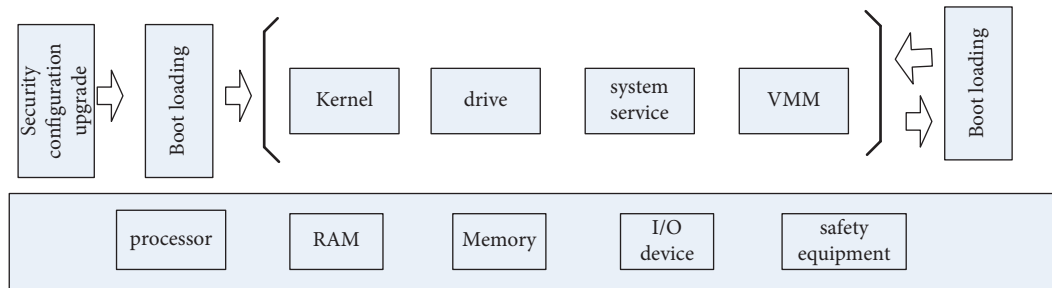 Security
configuration
upgrade
Boot loading
Kernel
drive
system
service
VMM
Boot loading
processor
RAM
Memory
I/O
device
safety
equipment